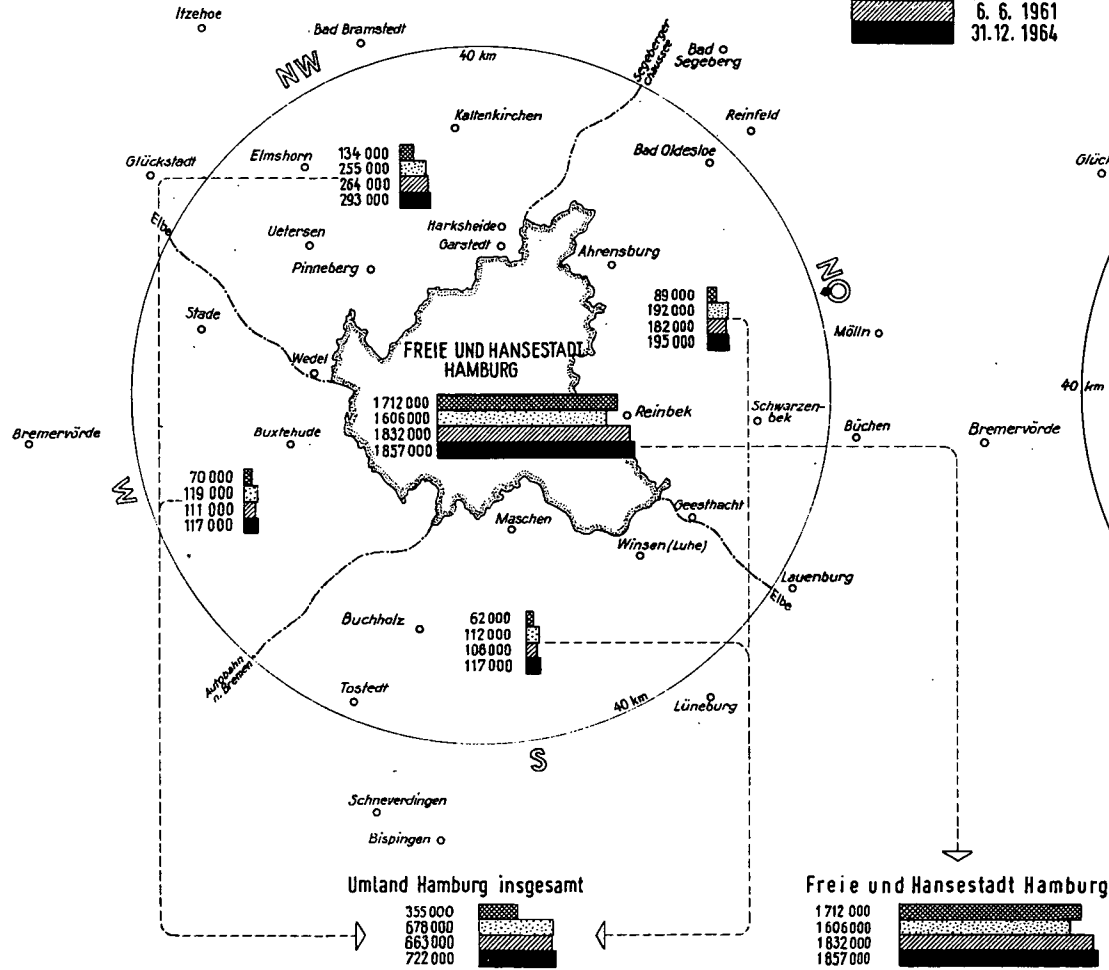 6. 6. 1961
31.12. 1964
Itzehoe
Bad Bramstedt
NW
40 km
Segeberger
chaussee
Bad
Segeberg
Kaltenkirchen
Reinfeld
Glückstadt
Elmshorn
134 000
255 000
264 000
293 000
Bad Oldesloe
Glück
Elbe
Uetersen
Harksheide
Garstedt
Pinneberg
Ahrensburg
NO
89 000
192 000
182 000
195 000
Stade
Mölln
Wedel
FREIE UND HANSESTADT
HAMBURG
40 km
1 712 000
1 606 000
1 832 000
1 857 000
Reinbek
Schwarzen-
bek
Büchen
Bremervörde
Bremervörde
Buxtehude
W
70 000
119 000
111 000
117 000
Geesthacht
Maschen
Winsen (Luhe)
Lauenburg
Elbe
Buchholz
62 000
112 000
106 000
117 000
Autobahn
n. Bremen
Tostedt
40 km
Lüneburg
S
Schneverdingen
Bispingen
Umland Hamburg insgesamt
355 000
678 000
663 000
722 000
Freie und Hansestadt Hamburg
1 712 000
1 606 000
1 832 000
1 857 000